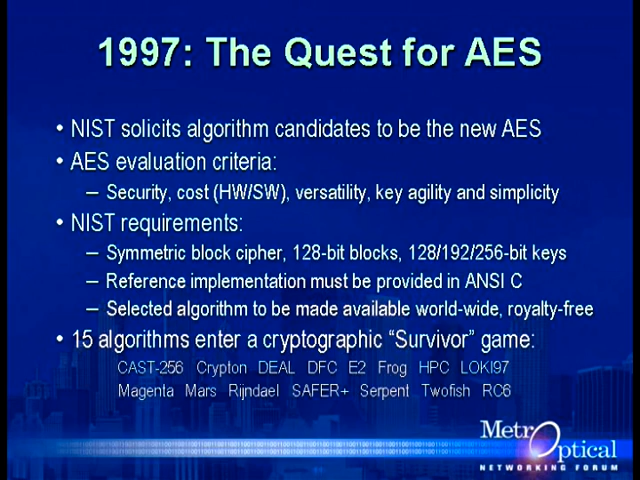 1997: The Quest for AES
• NIST solicits algorithm candidates to be the new AES
• AES evaluation criteria:
– Security, cost (HW/SW), versatility, key agility and simplicity
• NIST requirements:
– Symmetric block cipher, 128-bit blocks, 128/192/256-bit keys
– Reference implementation must be provided in ANSI C
– Selected algorithm to be made available world-wide, royalty-free
• 15 algorithms enter a cryptographic “Survivor” game:
CAST-256 Crypton DEAL DFC E2 Frog HPC LOKI97
Magenta Mars Rijndael SAFER+ Serpent Twofish RC6
Metro
Optical
NETWORKING FORUM